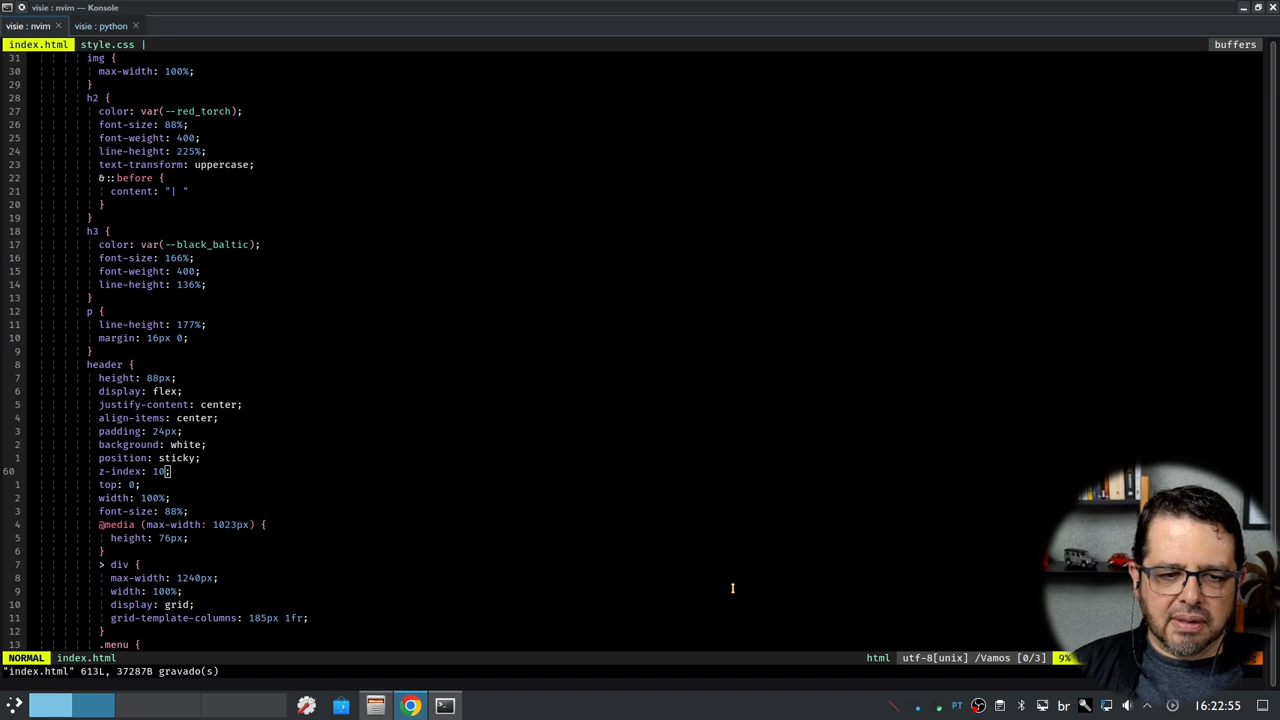 visie : nvim — Konsole
visie : nvim
visie : python
index.html style.css |
buffers
31 img {
30 max-width: 100%;
29 }
28 h2 {
27 color: var(--red_torch);
26 font-size: 88%;
25 font-weight: 400;
24 line-height: 225%;
23 text-transform: uppercase;
22 &::before {
21 content: "| "
20 }
19 }
18 h3 {
17 color: var(--black_baltic);
16 font-size: 166%;
15 font-weight: 400;
14 line-height: 136%;
13 }
12 p {
11 line-height: 177%;
10 margin: 16px 0;
9 }
8 header {
7 height: 88px;
6 display: flex;
5 justify-content: center;
4 align-items: center;
3 padding: 24px;
2 background: white;
1 position: sticky;
60 z-index: 10;
1 top: 0;
2 width: 100%;
3 font-size: 88%;
4 @media (max-width: 1023px) {
5 height: 76px;
6 }
7 > div {
8 max-width: 1240px;
9 width: 100%;
10 display: grid;
11 grid-template-columns: 185px 1fr;
12 }
13 .menu {
NORMAL index.html
html utf-8[unix] /Vamos [0/3] 9%
"index.html" 613L, 37287B gravado(s)
PT
br
16:22:55